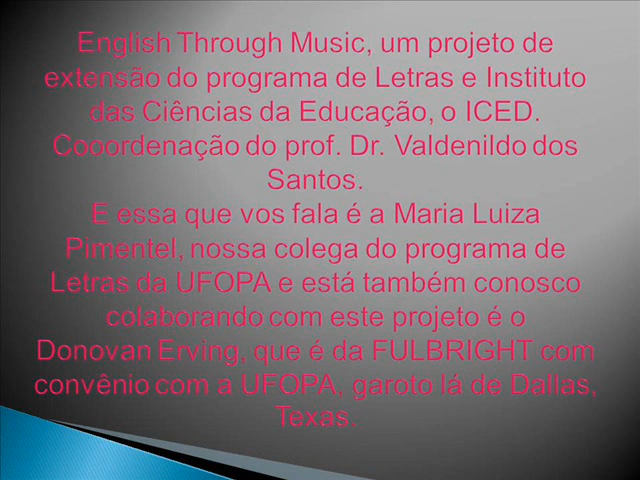 English Through Music, um projeto de
extensão do programa de Letras e Instituto
das Ciências da Educação, o ICED.
Cooordenação do prof. Dr. Valdenildo dos
Santos.
E essa que vos fala é a Maria Luiza
Pimentel, nossa colega do programa de
Letras da UFOPA e está também conosco
colaborando com este projeto é o
Donovan Erving, que é da FULBRIGHT com
convênio com a UFOPA, garoto lá de Dallas,
Texas.